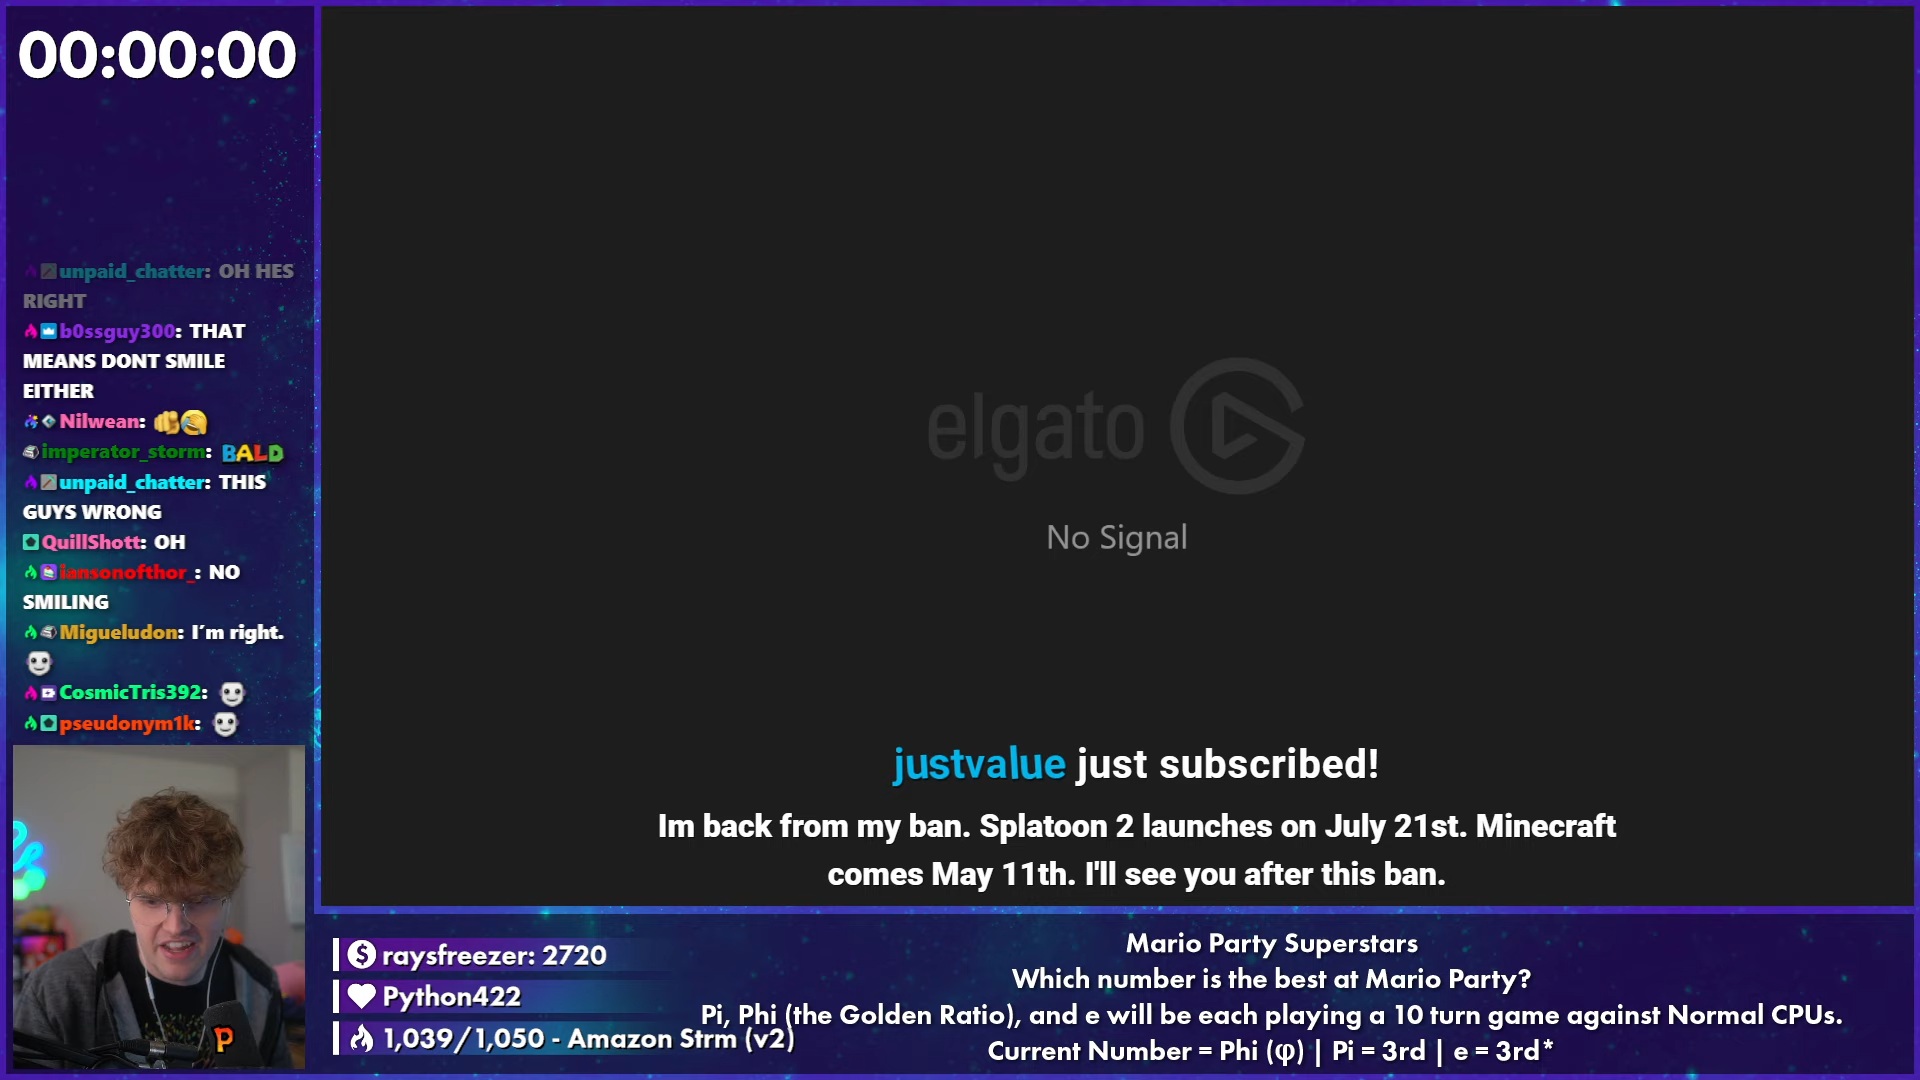 00:00:00
unpaid_chatter: OH HES
RIGHT
b0ssguy300: THAT
MEANS DONT SMILE
EITHER
Nilwean:
imperator_storm: BALD
unpaid_chatter: THIS
GUYS WRONG
QuillShott: OH
iansonofthor_: NO
SMILING
Migueludon: I'm right.
CosmicTris392:
pseudonym1k:
elgato
No Signal
justvalue just subscribed!
Im back from my ban. Splatoon 2 launches on July 21st. Minecraft
comes May 11th. I'll see you after this ban.
P
raysfreezer: 2720
Python422
1,039/1,050 - Amazon Strm (v2)
Mario Party Superstars
Which number is the best at Mario Party?
Pi, Phi (the Golden Ratio), and e will be each playing a 10 turn game against Normal CPUs.
Current Number = Phi (φ) | Pi = 3rd | e = 3rd*